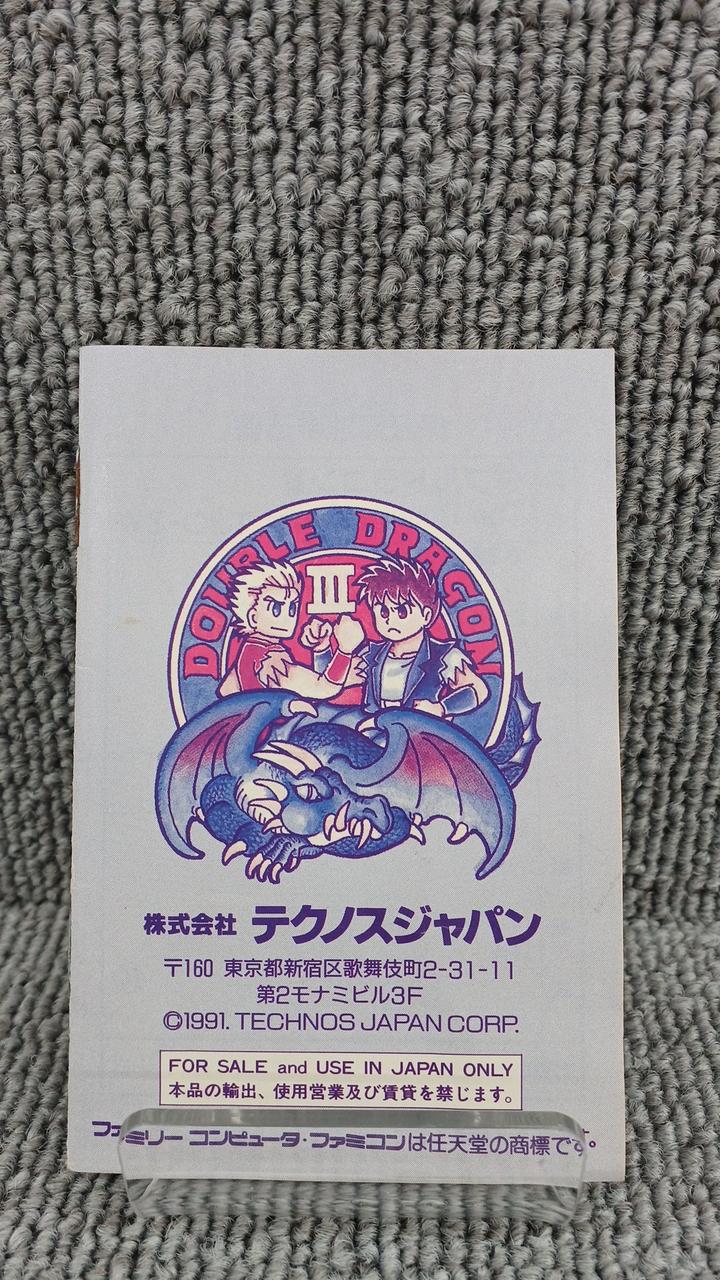 DOUBLE DRAGON
III
株式会社 テクノスジャパン
〒160 東京都新宿区歌舞伎町2-31-11
第2モナミビル3F
©1991. TECHNOS JAPAN CORP.
FOR SALE and USE IN JAPAN ONLY
本品の輸出、使用営業及び賃貸を禁じます。
ファミリー コンピュータ・ファミコンは任天堂の商標です。